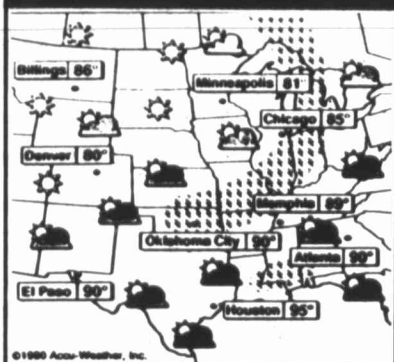 Billings 86°
Minneapolis 81°
Chicago 85°
Denver 80°
Memphis 89°
Oklahoma City 90°
Atlanta 90°
El Paso 90°
Houston 95°
©1980 Accu-Weather, Inc.